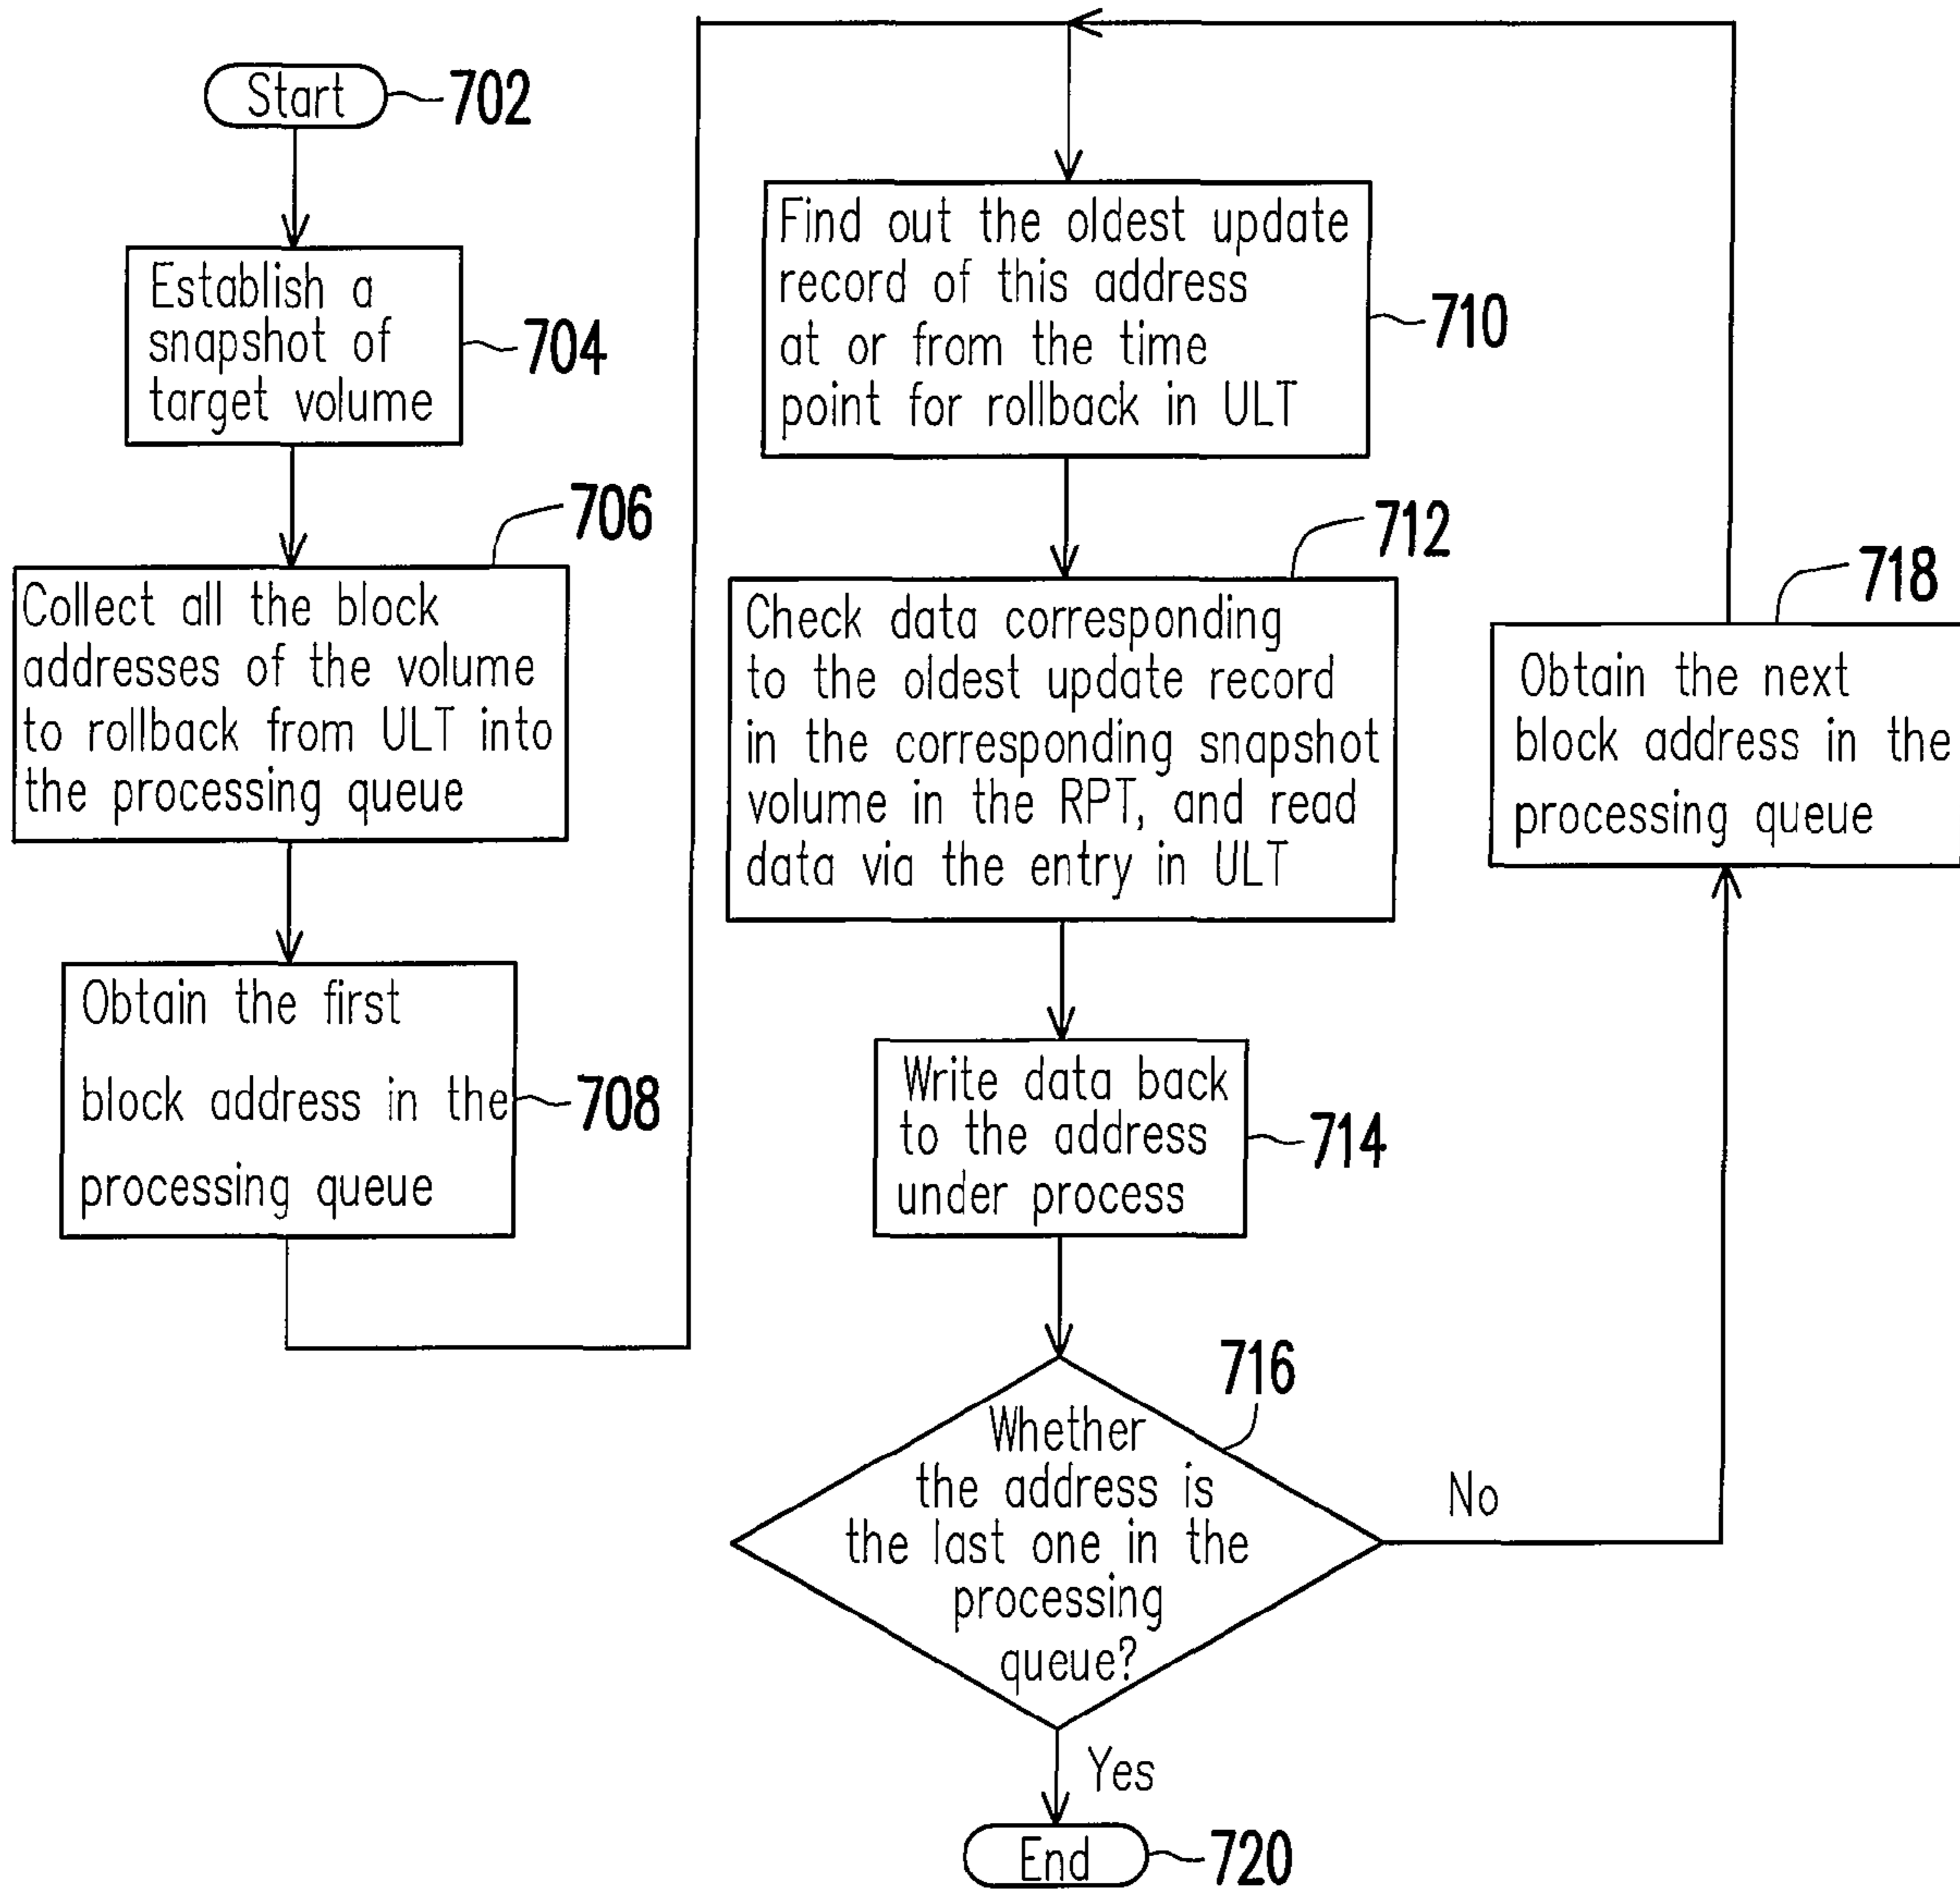 Start
702
Establish a
snapshot of
target volume
704
706
Collect all the block
addresses of the volume
to rollback from ULT into
the processing queue
Obtain the first
block address in the
processing queue
708
Find out the oldest update
record of this address
at or from the time
point for rollback in ULT
710
712
Check data corresponding
to the oldest update record
in the corresponding snapshot
volume in the RPT, and read
data via the entry in ULT
Write data back
to the address
under process
714
716
Whether
the address is
the last one in the
processing
queue?
No
718
Obtain the next
block address in the
processing queue
Yes
End
720